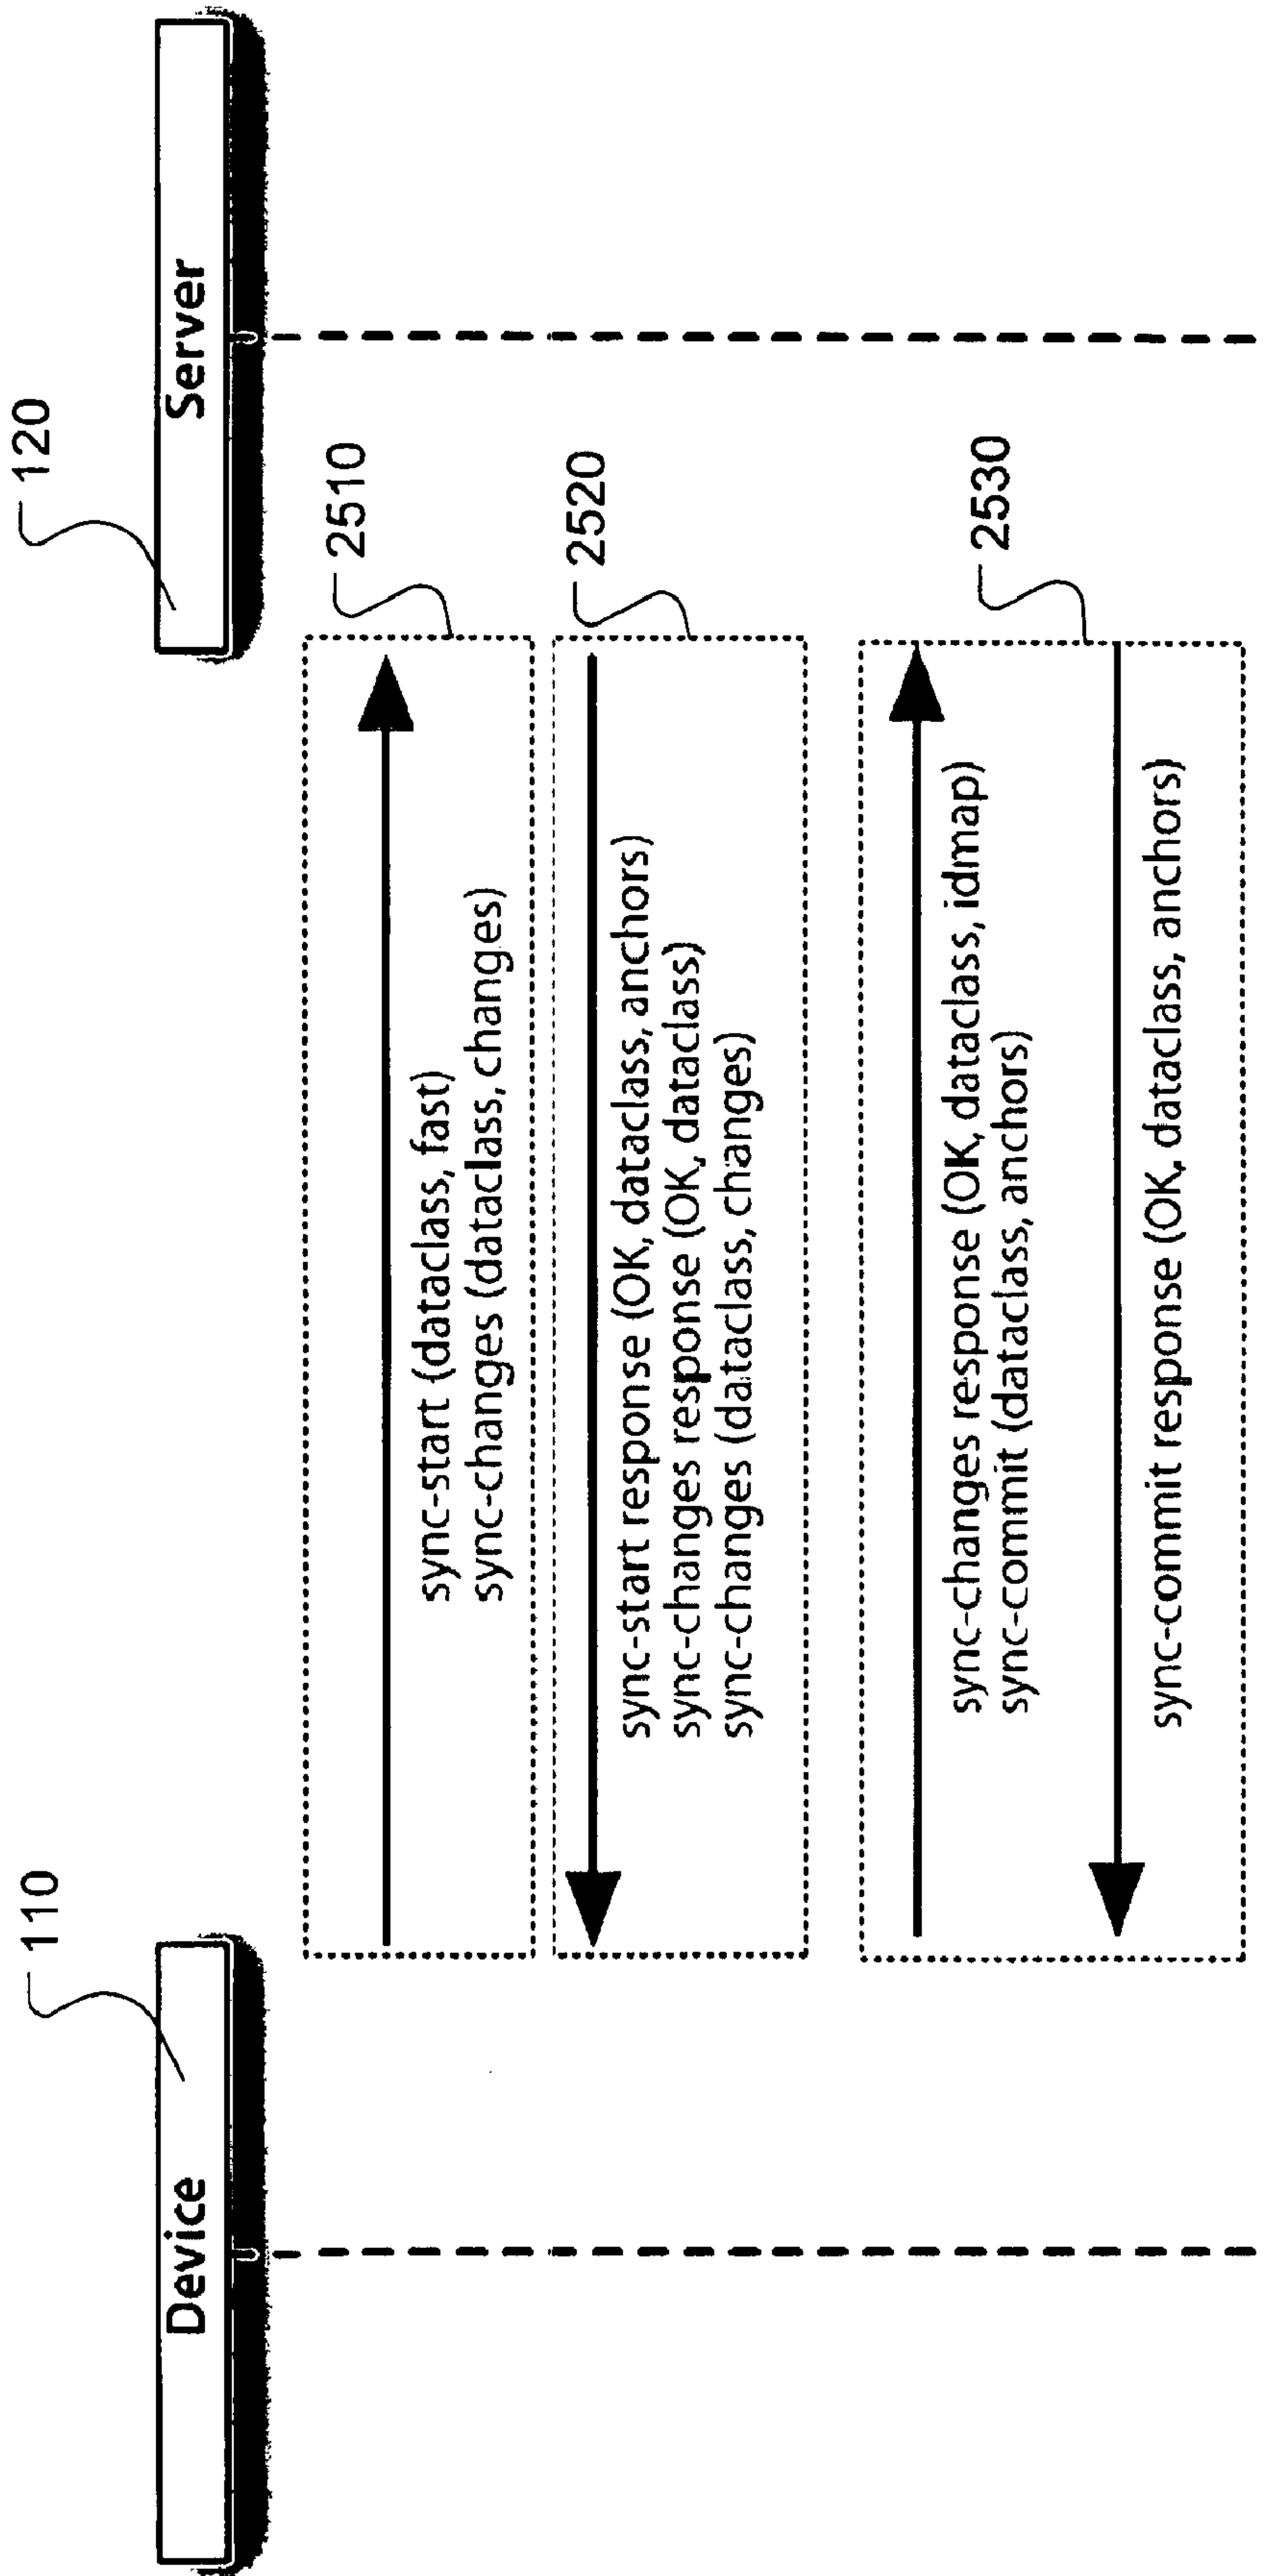 110
120
Device
Server
2510
sync-start (dataclass, fast)
sync-changes (dataclass, changes)
2520
sync-start response (OK, dataclass, anchors)
sync-changes response (OK, dataclass)
sync-changes (dataclass, changes)
2530
sync-changes response (OK, dataclass, idmap)
sync-commit (dataclass, anchors)
sync-commit response (OK, dataclass, anchors)